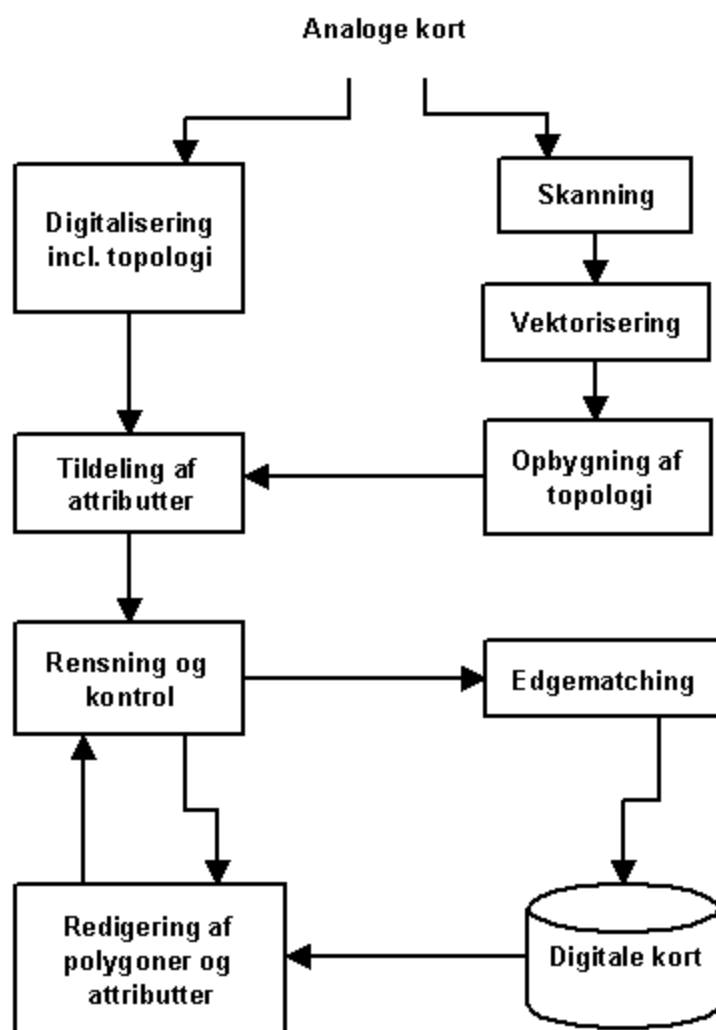 Analoge kort
Digitalisering
incl. topologi
Skanning
Vektorisering
Tildeling af
attributter
Opbygning af
topologi
Rensning og
kontrol
Edgematching
Redigering af
polygoner og
attributter
Digitale kort